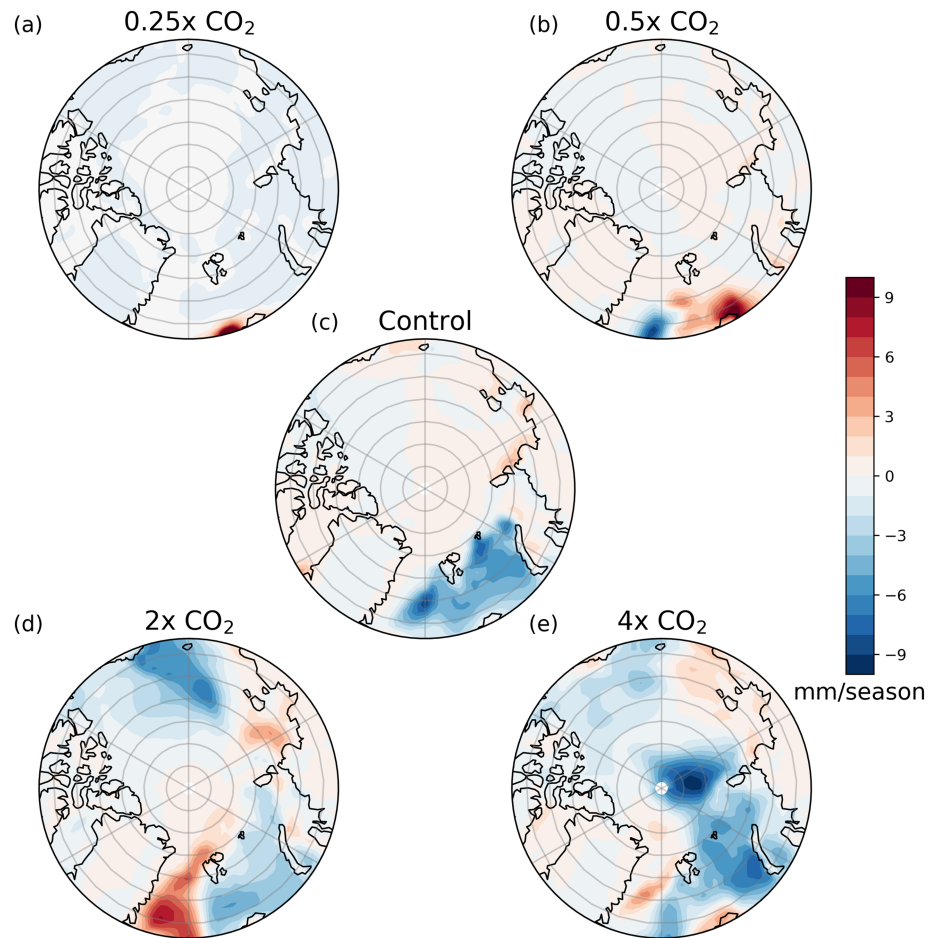 (a)
0.25x CO₂
(b)
0.5x CO₂
(c)
Control
9
6
3
0
−3
−6
−9
mm/season
(d)
2x CO₂
(e)
4x CO₂